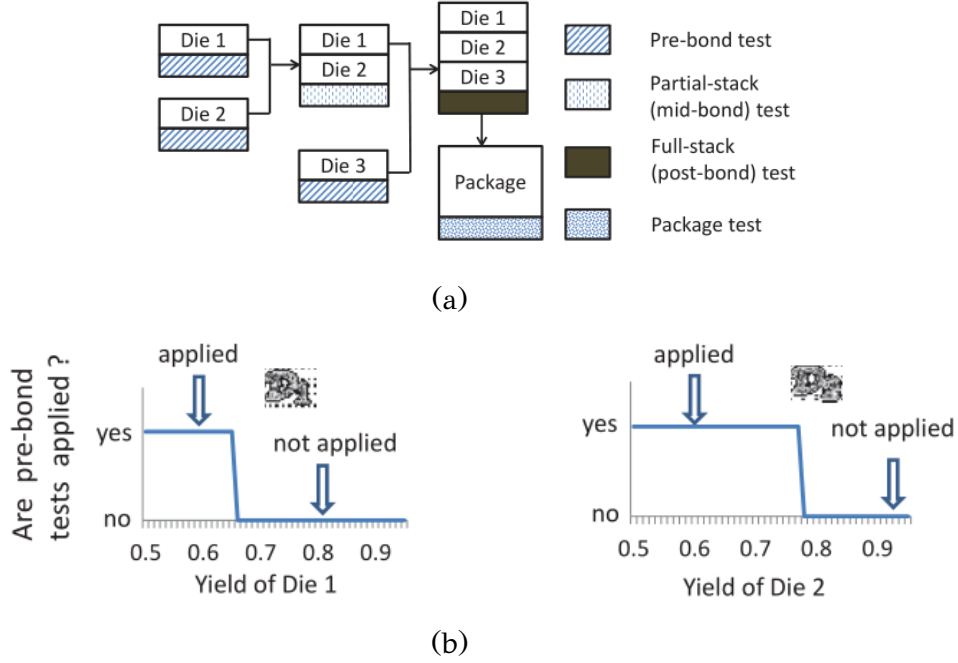 Die 1
Die 2
Die 1
Die 2
Die 3
Die 1
Die 2
Die 3
Package
Pre-bond test
Partial-stack
(mid-bond) test
Full-stack
(post-bond) test
Package test
(a)
Are pre-bond
tests applied ?
applied
not applied
yes
no
0.5 0.6 0.7 0.8 0.9
Yield of Die 1
applied
not applied
yes
no
0.5 0.6 0.7 0.8 0.9
Yield of Die 2
(b)